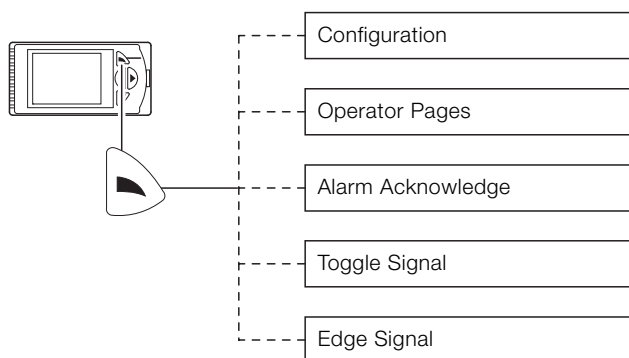 Configuration
Operator Pages
Alarm Acknowledge
Toggle Signal
Edge Signal